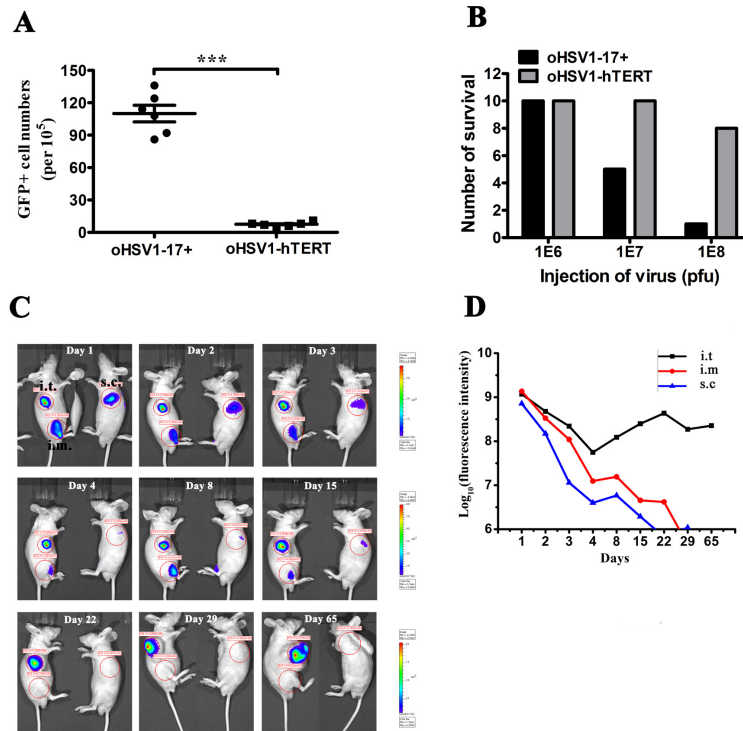 A
***
GFP+ cell numbers
(per 10⁵)
150
120
90
60
30
0
oHSV1-17+
oHSV1-hTERT
B
oHSV1-17+
oHSV1-hTERT
Number of survival
12
10
8
6
4
2
0
1E6
1E7
1E8
Injection of virus (pfu)
C
Day 1
Day 2
Day 3
i.t.
s.c.
i.m.
Day 4
Day 8
Day 15
Day 22
Day 29
Day 65
D
i.t
i.m
s.c
Log₁₀(fluorescence intensity)
10
9
8
7
6
1
2
3
4
8
15
22
29
65
Days